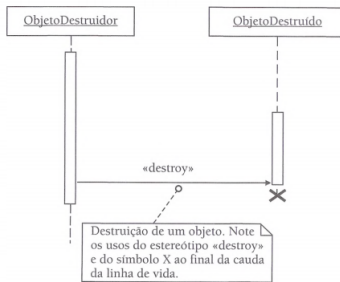 ObjetoDestruidor
ObjetoDestruído
«destroy»
Destruição de um objeto. Note
os usos do estereótipo «destroy»
e do símbolo X ao final da cauda
da linha de vida.